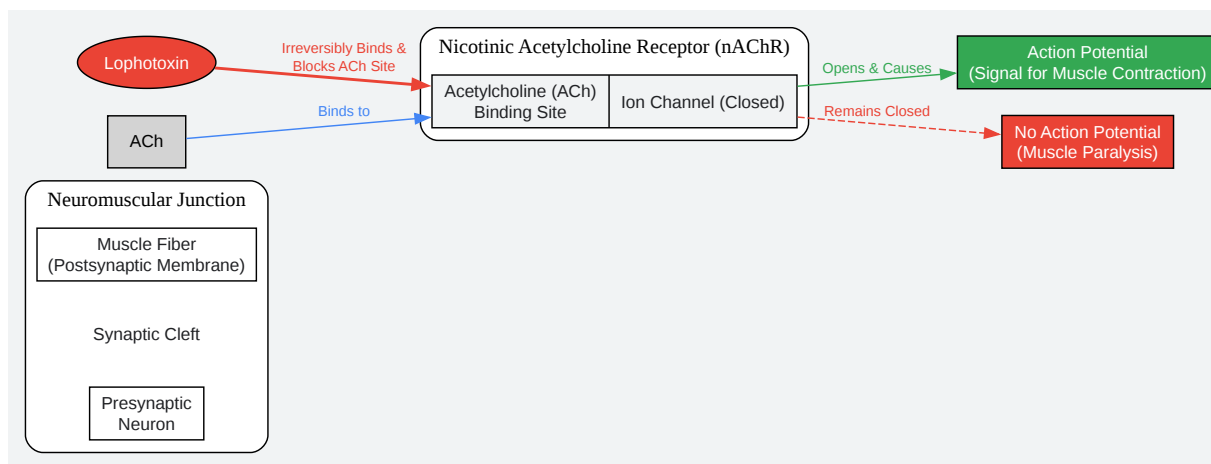 Lophotoxin
Irreversibly Binds &
Blocks ACh Site
ACh
Binds to
Nicotinic Acetylcholine Receptor (nAChR)
Acetylcholine (ACh)
Binding Site
Ion Channel (Closed)
Opens & Causes
Remains Closed
Action Potential
(Signal for Muscle Contraction)
No Action Potential
(Muscle Paralysis)
Neuromuscular Junction
Muscle Fiber
(Postsynaptic Membrane)
Synaptic Cleft
Presynaptic
Neuron